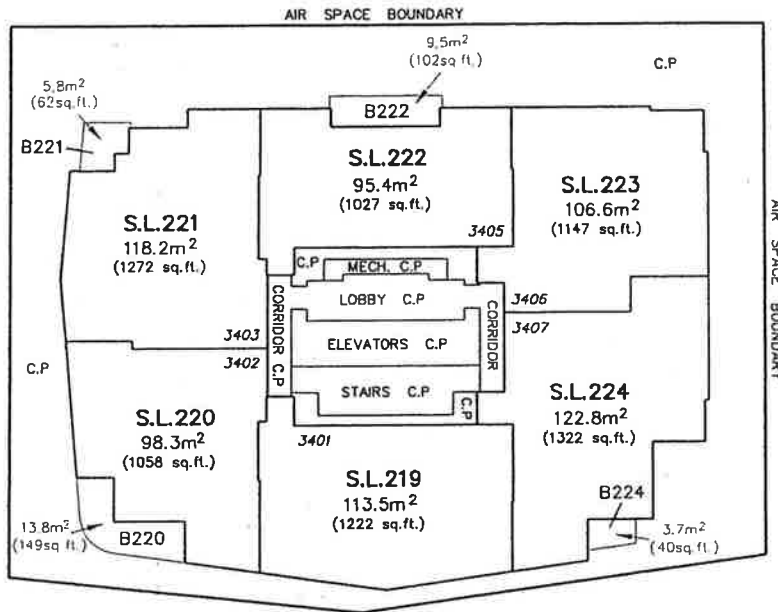 AIR SPACE BOUNDARY
9.5m²
(102sq.ft.)
C.P
5.8m²
(62sq.ft.)
B222
B221
S.L.222
95.4m²
(1027 sq.ft.)
S.L.223
106.6m²
(1147 sq.ft.)
S.L.221
118.2m²
(1272 sq.ft.)
AIR SPACE BOUNDARY
3405
C.P
MECH. C.P
LOBBY C.P
3406
3407
CORRIDOR C.P
CORRIDOR
3403
3402
ELEVATORS C.P
C.P
STAIRS C.P
C.P
S.L.220
98.3m²
(1058 sq.ft.)
S.L.224
122.8m²
(1322 sq.ft.)
3401
S.L.219
113.5m²
(1222 sq.ft.)
B224
13.8m²
(149sq.ft.)
B220
3.7m²
(40sq.ft.)